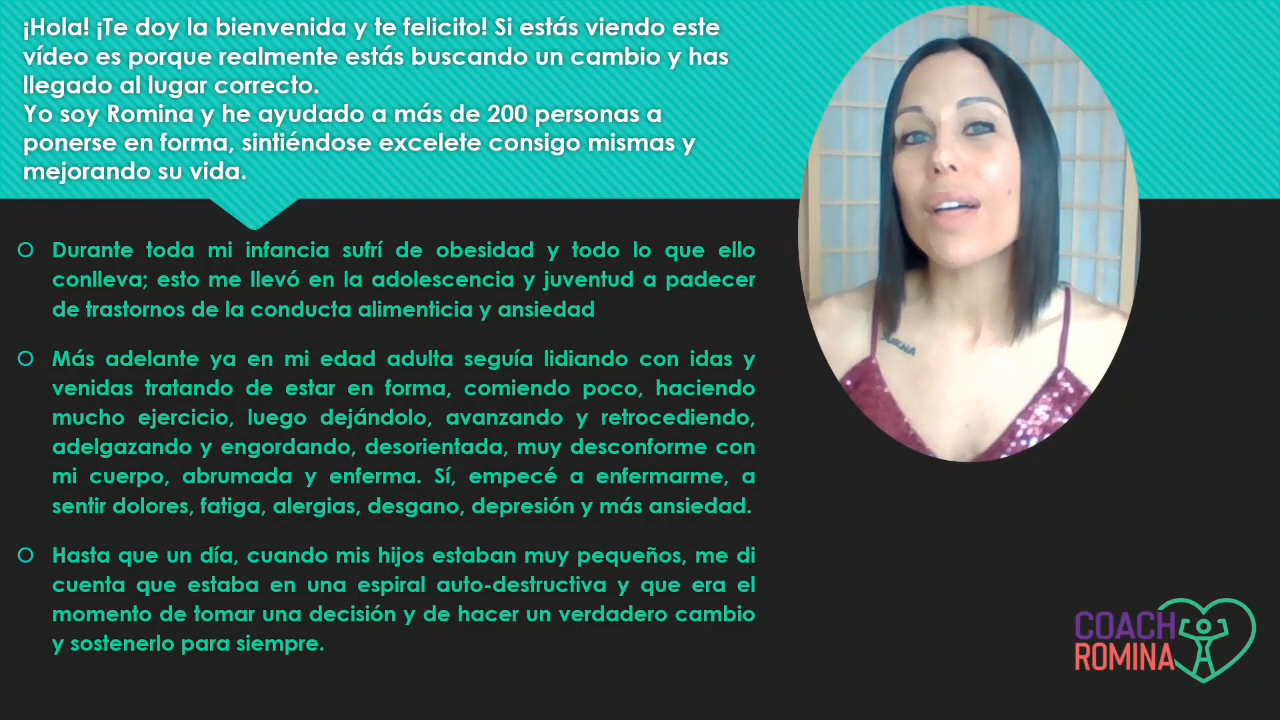 ¡Hola! ¡Te doy la bienvenida y te felicito! Si estás viendo este
vídeo es porque realmente estás buscando un cambio y has
llegado al lugar correcto.
Yo soy Romina y he ayudado a más de 200 personas a
ponerse en forma, sintiéndose excelete consigo mismas y
mejorando su vida.
Durante toda mi infancia sufrí de obesidad y todo lo que ello
conlleva; esto me llevó en la adolescencia y juventud a padecer
de trastornos de la conducta alimenticia y ansiedad
Más adelante ya en mi edad adulta seguía lidiando con idas y
venidas tratando de estar en forma, comiendo poco, haciendo
mucho ejercicio, luego dejándolo, avanzando y retrocediendo,
adelgazando y engordando, desorientada, muy desconforme con
mi cuerpo, abrumada y enferma. Sí, empecé a enfermarme, a
sentir dolores, fatiga, alergias, desgano, depresión y más ansiedad.
Hasta que un día, cuando mis hijos estaban muy pequeños, me di
cuenta que estaba en una espiral auto-destructiva y que era el
momento de tomar una decisión y de hacer un verdadero cambio
y sostenerlo para siempre.
COACH
ROMINA